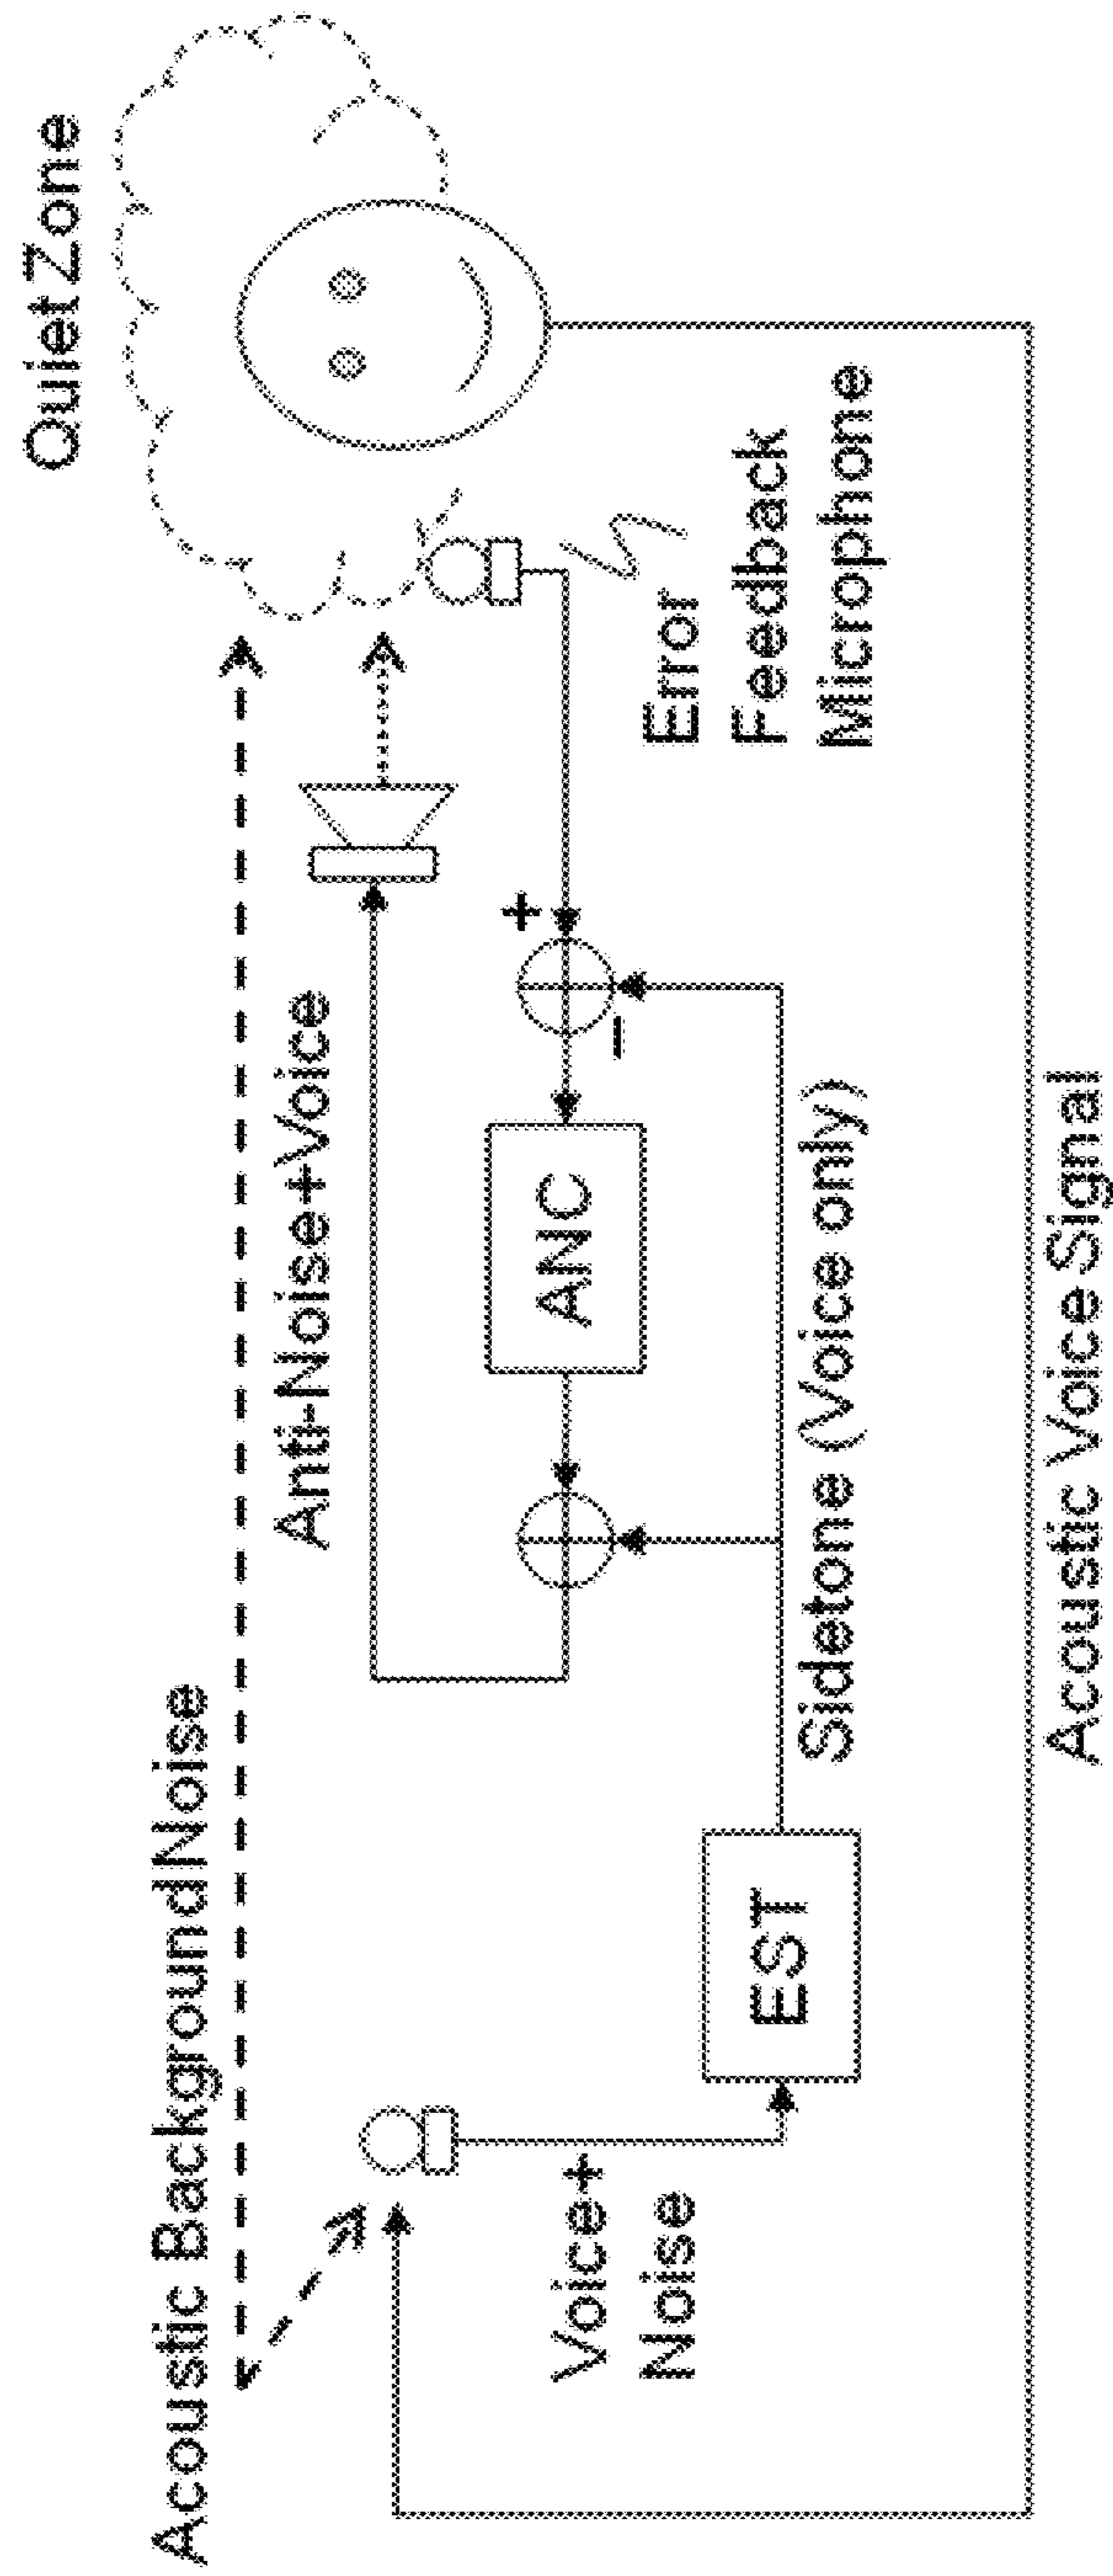 Quiet Zone
Acoustic Background Noise
Anti-Noise+Voice
+
ANC
–
Error
Feedback
Microphone
Voice+
Noise
EST
Sidetone (Voice only)
Acoustic Voice Signal